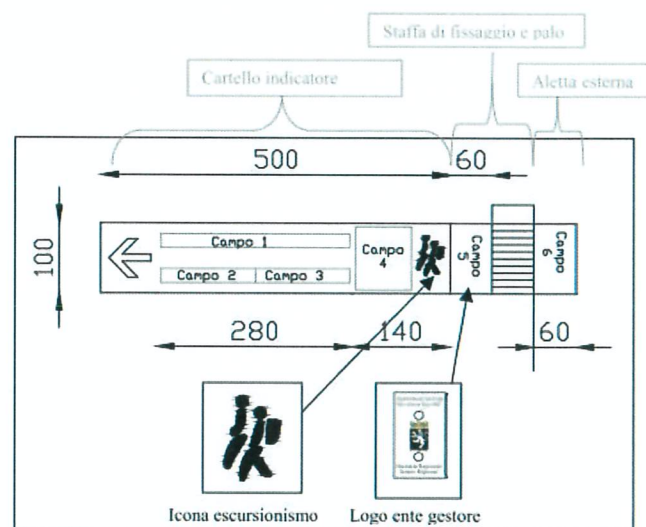 Staffa di fissaggio e palo
Cartello indicatore
Aletta esterna
500
60
100
Campo 1
Campo 2
Campo 3
Campo 4
Campo 5
Campo 6
280
140
60
Icona escursionismo
Logo ente gestore